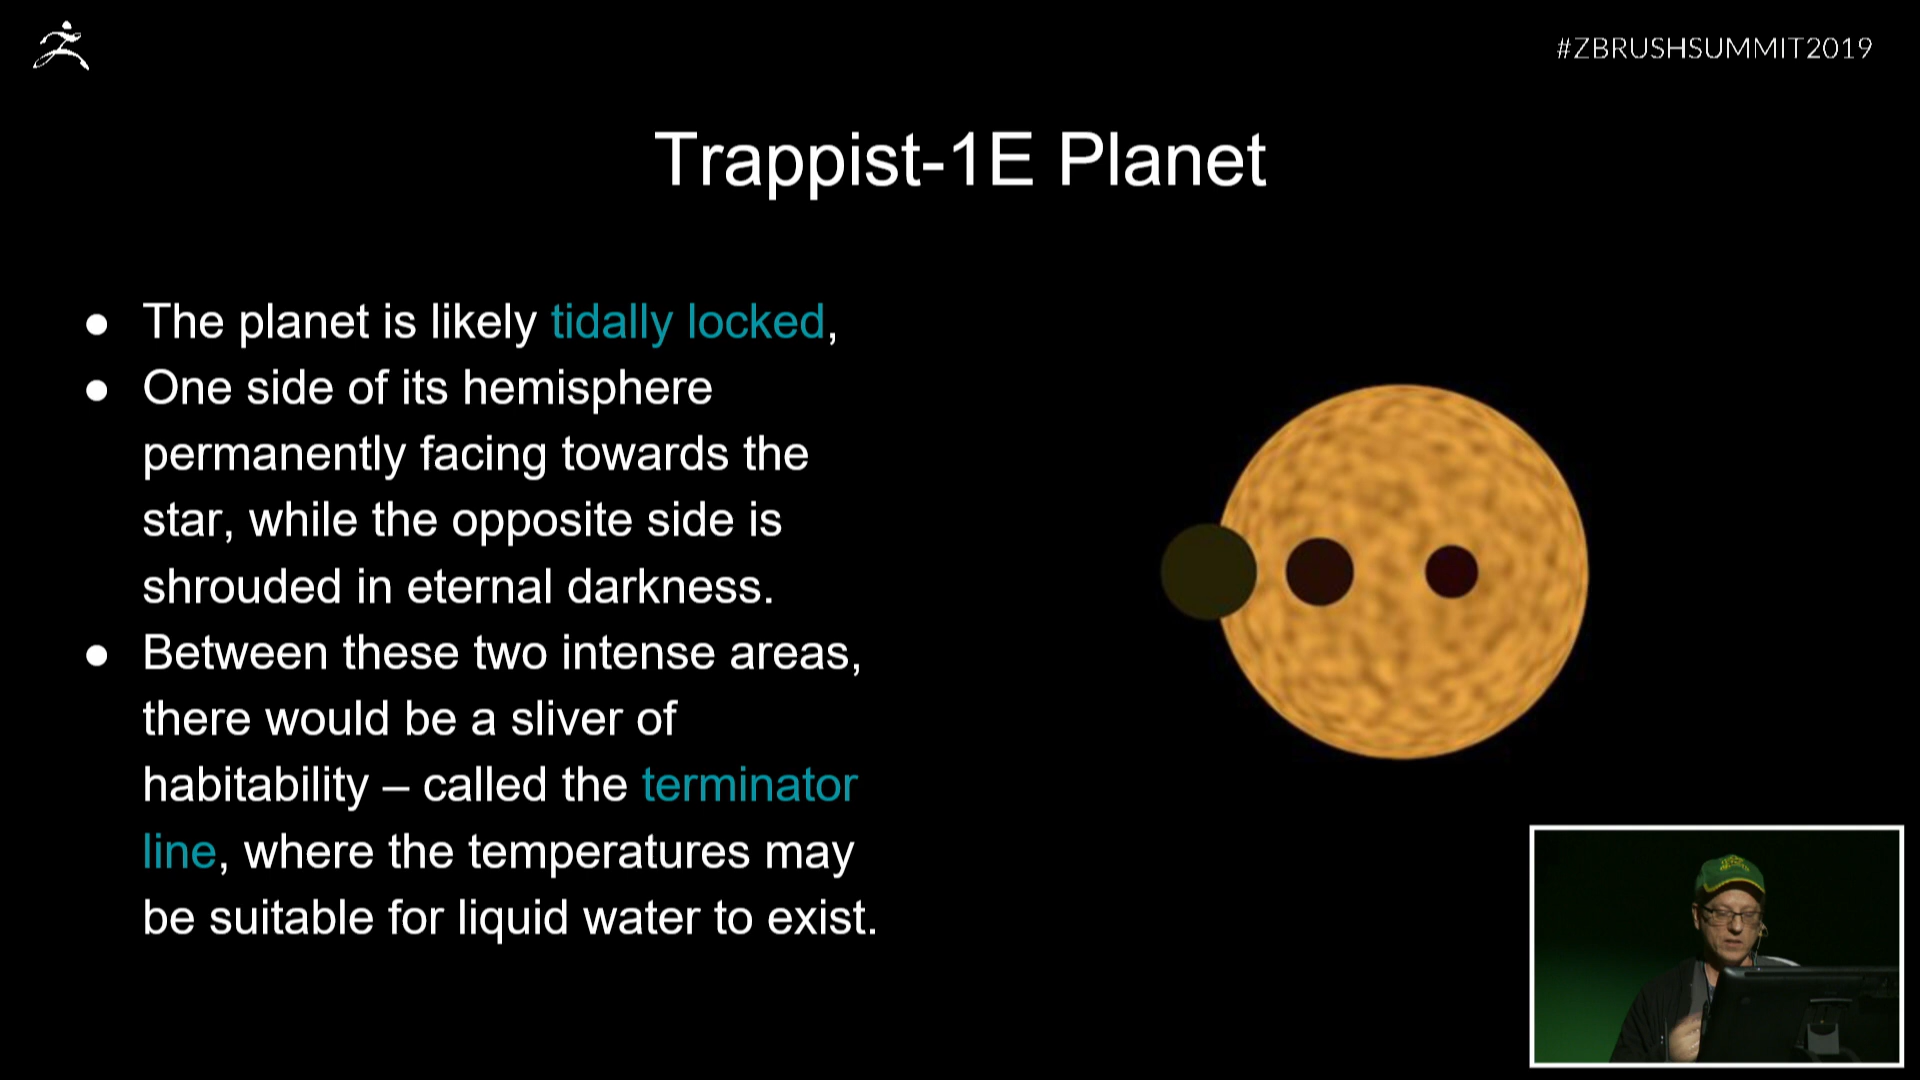 #ZBRUSHSUMMIT2019
Trappist-1E Planet
● The planet is likely tidally locked,
● One side of its hemisphere
permanently facing towards the
star, while the opposite side is
shrouded in eternal darkness.
● Between these two intense areas,
there would be a sliver of
habitability – called the terminator
line, where the temperatures may
be suitable for liquid water to exist.